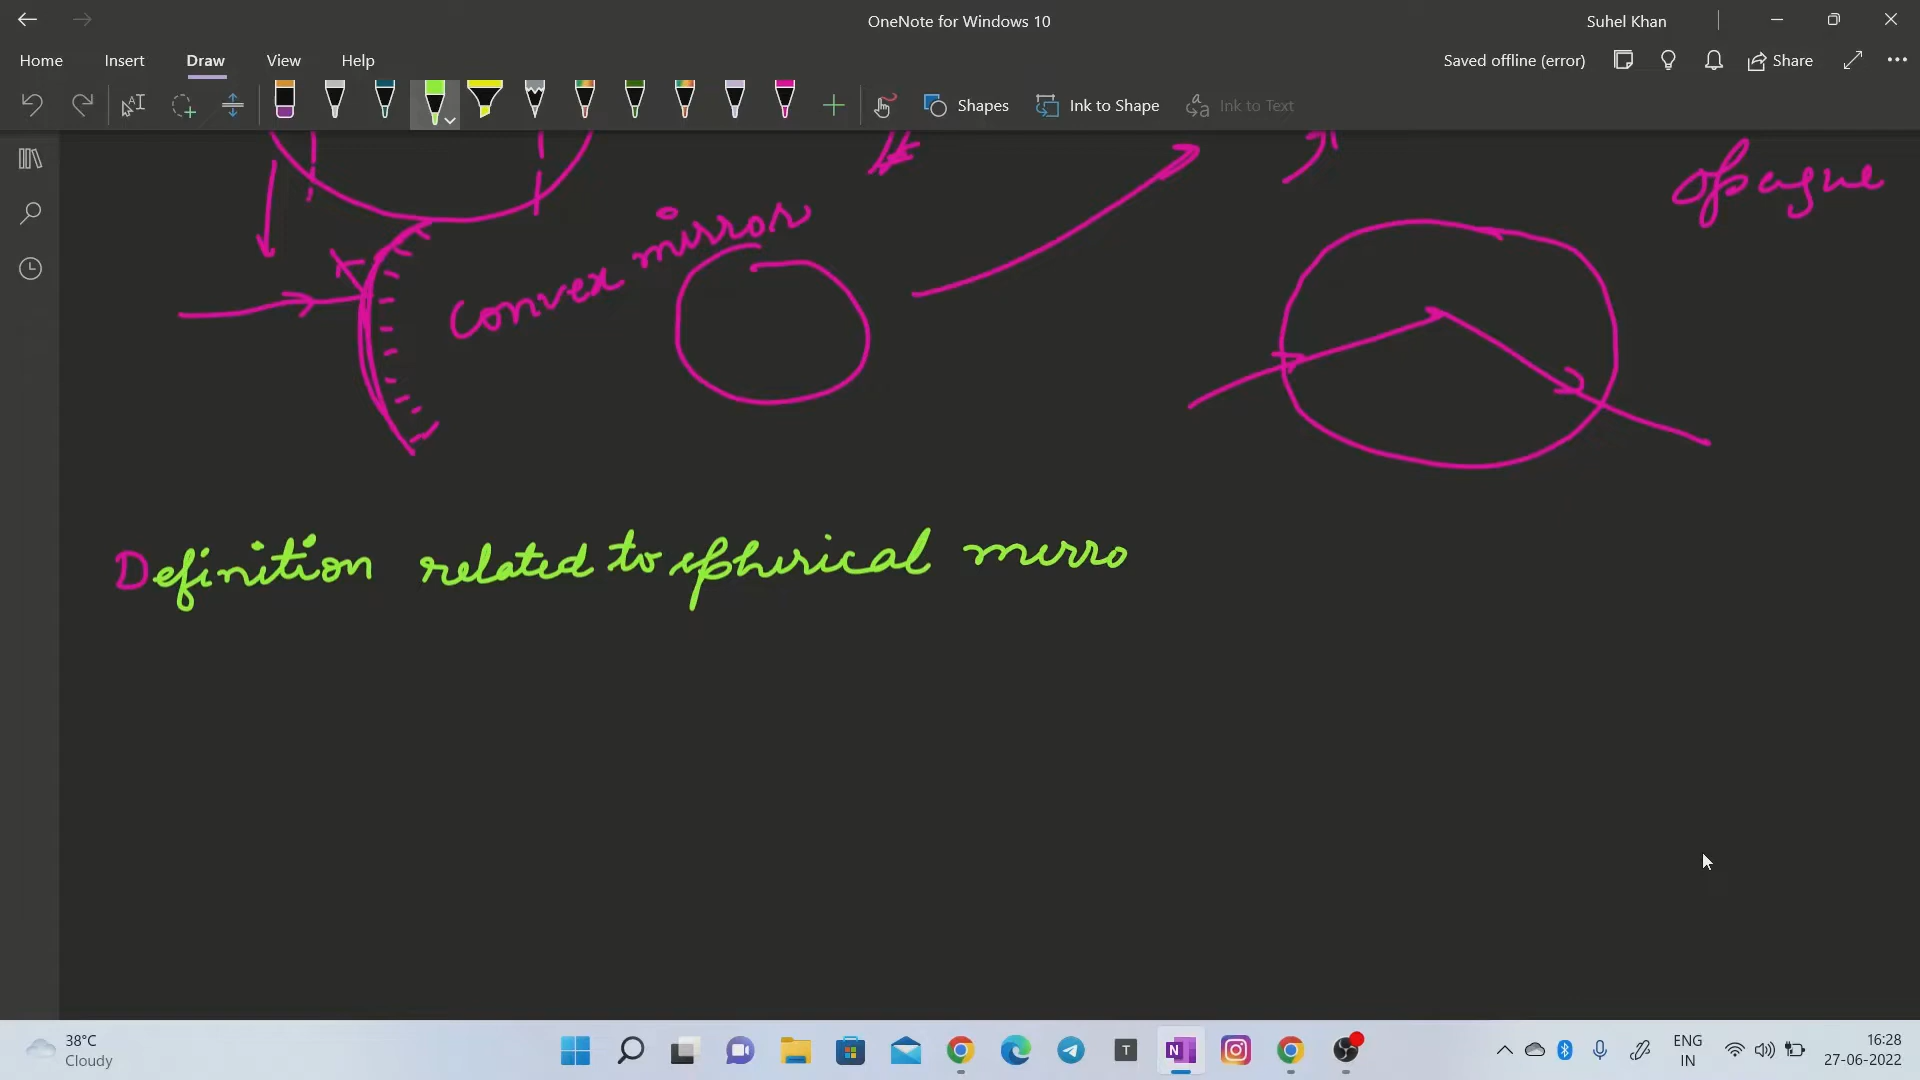 OneNote for Windows 10
Suhel Khan
Home Insert Draw View Help
Saved offline (error)
Share
Shapes
Ink to Shape
Ink to Text
opague
convex mirror
Definition related to spherical mirro
38°C
Cloudy
ENG
IN
16:28
27-06-2022